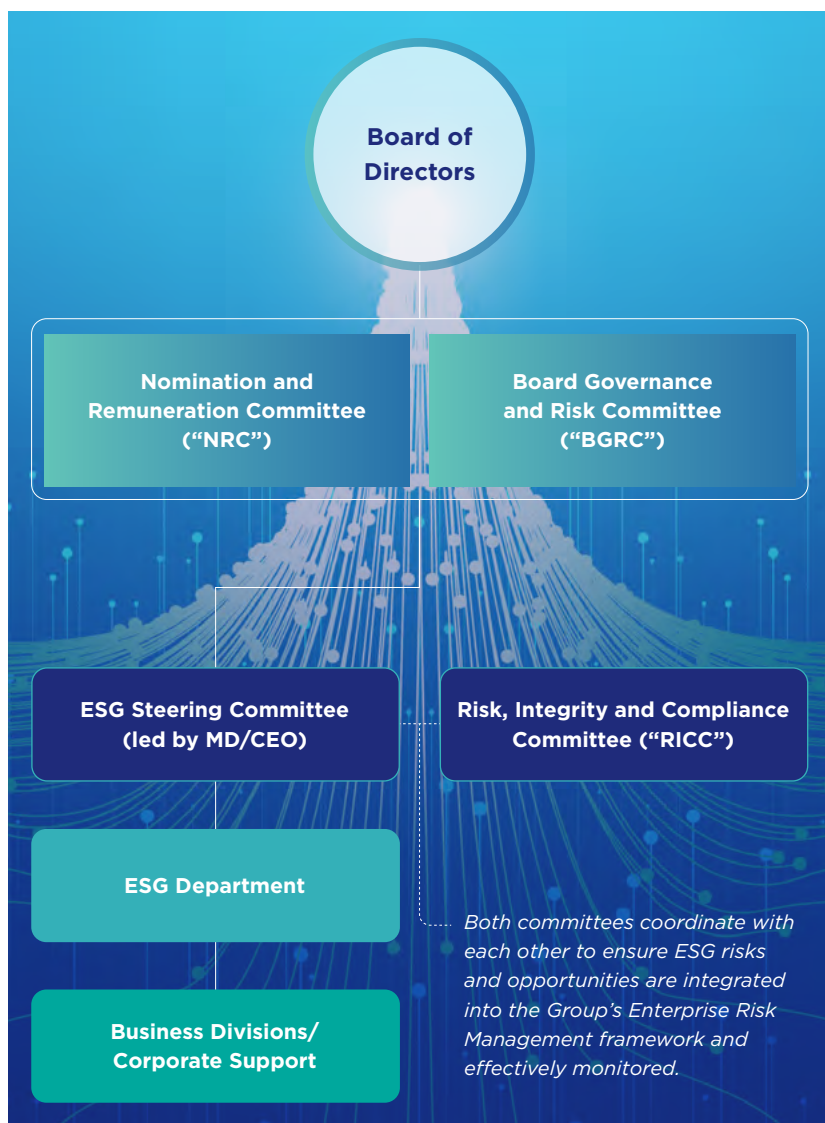 Board of
Directors
Nomination and
Remuneration Committee
(“NRC”)
Board Governance
and Risk Committee
(“BGRC”)
ESG Steering Committee
(led by MD/CEO)
Risk, Integrity and Compliance
Committee (“RICC”)
ESG Department
Both committees coordinate with
each other to ensure ESG risks
and opportunities are integrated
into the Group’s Enterprise Risk
Management framework and
effectively monitored.
Business Divisions/
Corporate Support